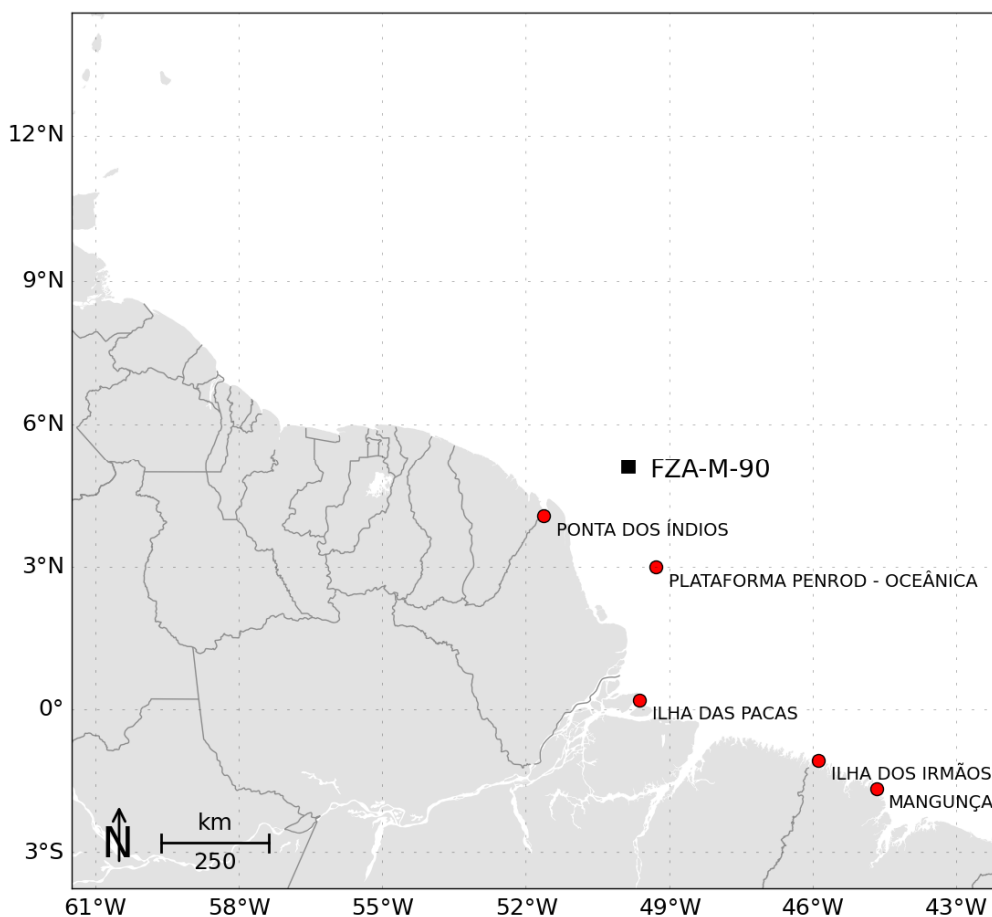 12°N
9°N
6°N
FZA-M-90
PONTA DOS ÍNDIOS
3°N
PLATAFORMA PENROD - OCEÂNICA
0°
ILHA DAS PACAS
ILHA DOS IRMÃOS
MANGUNÇA
N
km
250
3°S
61°W 58°W 55°W 52°W 49°W 46°W 43°W